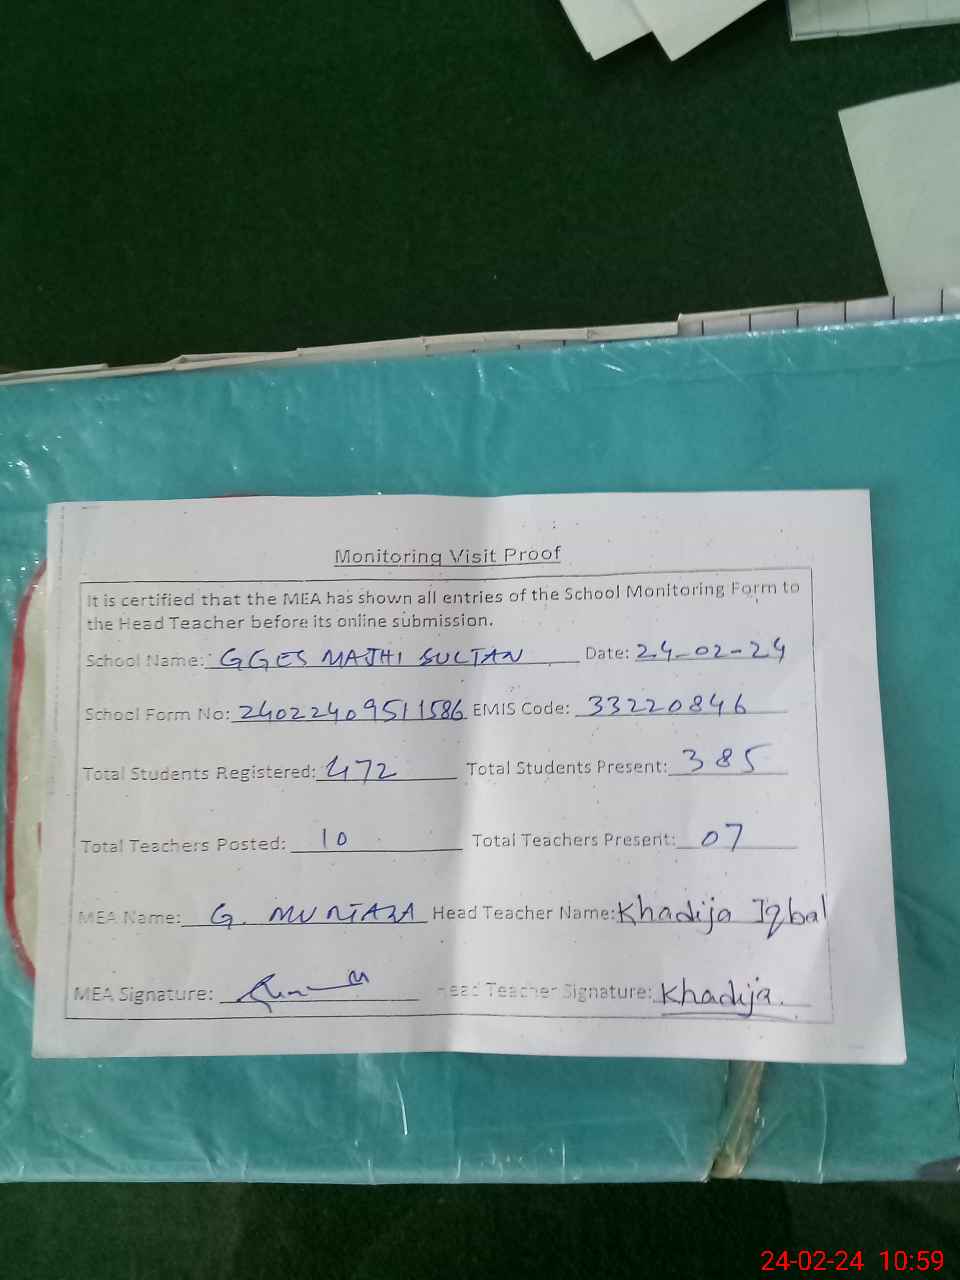 Monitoring Visit Proof
It is certified that the MEA has shown all entries of the School Monitoring Form to
the Head Teacher before its online submission.
School Name: GGES MAJHI SULTAN Date: 24-02-24
School Form No: 24022409511586 EMIS Code: 33220846
Total Students Registered: 472 Total Students Present: 385
Total Teachers Posted: 10 Total Teachers Present: 07
MEA Name: G. MURTAZA Head Teacher Name: Khadija Iqbal
MEA Signature: Head Teacher Signature: Khadija.
24-02-24 10:59